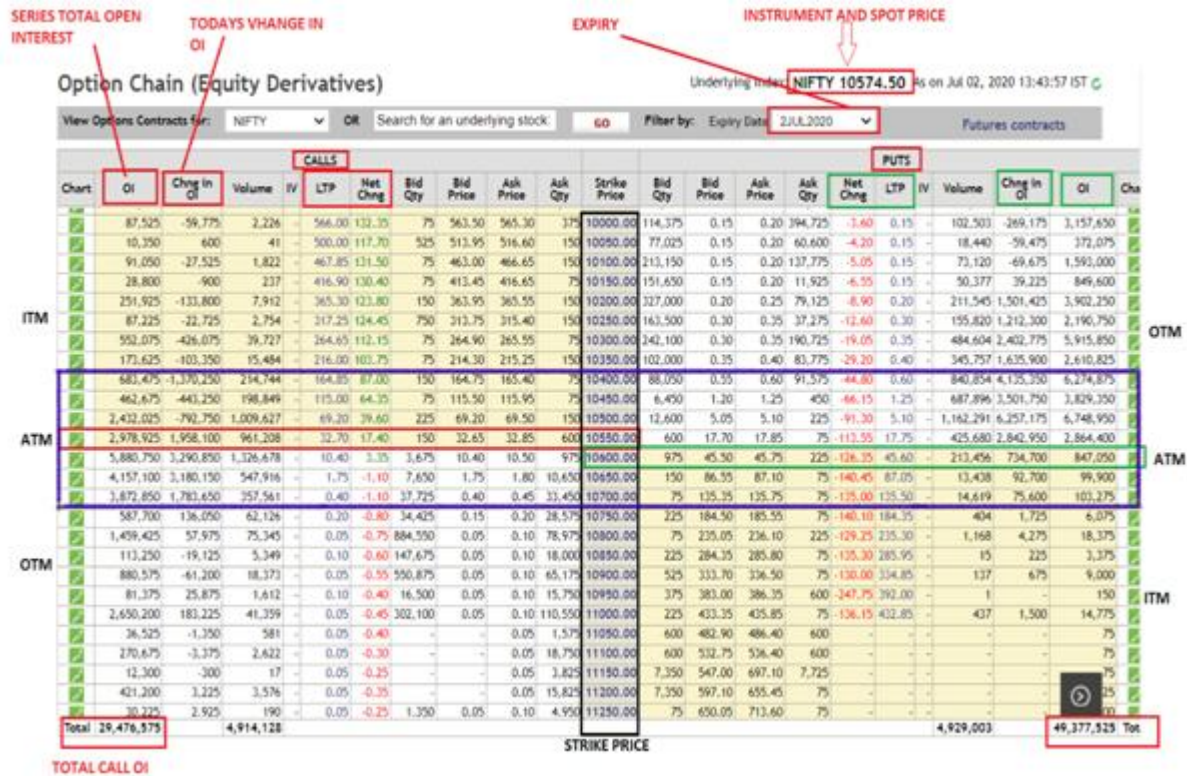 SERIES TOTAL OPEN
INTEREST
TODAYS VHANGE IN
OI
EXPIRY
INSTRUMENT AND SPOT PRICE
Option Chain (Equity Derivatives)
Underlying Index: NIFTY 10574.50 As on Jul 02, 2020 13:43:57 IST
View Options Contracts for: NIFTY OR Search for an underlying stock: GO Filter by: Expiry Date 2JUL2020 Futures contracts
CALLS PUTS
Chart OI Chng in OI Volume IV LTP Net Chng Bid Qty Bid Price Ask Price Ask Qty Strike Price Bid Qty Bid Price Ask Price Ask Qty Net Chng LTP IV Volume Chng in OI OI Cha
87,525 -59,775 2,226 566.00 132.35 75 563.50 565.30 375 10000.00 114,375 0.15 0.20 394,725 -3.60 0.15 - 102,503 -269,175 3,157,650
10,350 600 41 - 500.00 117.70 525 513.95 516.60 150 10050.00 77,025 0.15 0.20 60,600 -4.20 0.15 - 18,440 -59,475 372,075
91,050 -27,525 1,822 - 467.85 131.50 75 463.00 466.65 150 10100.00 213,150 0.15 0.20 137,775 -5.05 0.15 - 73,120 -69,675 1,593,000
28,800 -900 237 - 416.90 130.40 75 413.45 416.65 75 10150.00 151,650 0.15 0.20 11,925 -6.55 0.15 - 50,377 39,225 849,600
251,925 -133,800 7,912 - 365.30 123.80 150 363.95 365.55 150 10200.00 327,000 0.20 0.25 79,125 -8.90 0.20 - 211,545 1,501,425 3,902,250
ITM 87,225 -22,725 2,754 - 317.25 124.45 750 313.75 315.40 150 10250.00 163,500 0.30 0.35 37,275 -12.60 0.30 - 155,820 1,212,300 2,190,750
552,075 -426,075 39,727 - 264.65 112.15 75 264.90 265.55 75 10300.00 242,100 0.30 0.35 190,725 -19.05 0.35 - 484,604 2,402,775 5,915,850 OTM
173,625 -103,350 15,484 - 216.00 103.75 75 214.30 215.25 150 10350.00 102,000 0.35 0.40 83,775 -29.20 0.40 - 345,757 1,635,900 2,610,825
683,475 -1,370,250 214,744 - 164.85 87.00 150 164.75 165.40 75 10400.00 88,050 0.55 0.60 91,575 -44.80 0.60 - 840,854 4,135,350 6,274,875
462,675 -443,250 198,849 - 115.00 64.35 75 115.50 115.95 75 10450.00 6,450 1.20 1.25 450 -66.15 1.25 - 687,896 3,501,750 3,829,350
2,432,025 -792,750 1,009,627 - 69.20 39.60 225 69.20 69.50 150 10500.00 12,600 5.05 5.10 225 -91.30 5.10 - 1,162,291 6,257,175 6,748,950
ATM 2,978,925 1,958,100 961,208 - 32.70 17.40 150 32.65 32.85 600 10550.00 600 17.70 17.85 75 -113.55 17.75 - 425,680 2,842,950 2,864,400
5,880,750 3,290,850 1,326,678 - 10.40 3.35 3,675 10.40 10.50 975 10600.00 975 45.50 45.75 225 -126.35 45.60 - 213,456 734,700 847,050 ATM
4,157,100 3,180,150 547,916 - 1.75 -1.10 7,650 1.75 1.80 10,650 10650.00 150 86.55 87.10 75 -140.45 87.05 - 13,438 92,700 99,900
3,872,850 1,783,650 357,561 - 0.40 -1.10 37,725 0.40 0.45 33,450 10700.00 75 135.35 135.75 75 -135.00 135.50 - 14,619 75,600 103,275
587,700 136,050 62,126 - 0.20 -0.80 34,425 0.15 0.20 28,575 10750.00 225 184.50 185.55 75 -140.10 184.35 - 404 1,725 6,075
1,459,425 57,975 75,345 - 0.05 -0.75 884,550 0.05 0.10 78,975 10800.00 75 235.05 236.10 225 -129.25 235.30 - 1,168 4,275 18,375
OTM 113,250 -19,125 5,349 - 0.10 -0.60 147,675 0.05 0.10 18,000 10850.00 225 284.35 285.80 75 -135.30 285.95 - 15 225 3,375
880,575 -61,200 18,373 - 0.05 -0.55 550,875 0.05 0.10 65,175 10900.00 525 333.70 336.50 75 -130.00 334.85 - 137 675 9,000
81,375 25,875 1,612 - 0.10 -0.40 16,500 0.05 0.10 15,750 10950.00 375 383.00 386.35 600 -247.75 392.00 - 1 - 150 ITM
2,650,200 183,225 41,359 - 0.05 -0.45 302,100 0.05 0.10 110,550 11000.00 225 433.35 435.85 75 -136.15 432.85 - 437 1,500 14,775
36,525 -1,350 581 - 0.05 -0.40 - - 0.05 1,575 11050.00 600 482.90 486.40 600 - - - - - 75
270,675 -3,375 2,622 - 0.05 -0.30 - - 0.05 18,750 11100.00 600 532.75 536.40 600 - - - - - 75
12,300 -300 17 - 0.05 -0.25 - - 0.05 3,825 11150.00 7,350 547.00 697.10 7,725 - - - - -
421,200 3,225 3,576 - 0.05 -0.35 - - 0.05 15,825 11200.00 7,350 597.10 655.45 75 - - - - -
30,225 2,925 190 - 0.05 -0.25 1,350 0.05 0.10 4,950 11250.00 75 650.05 713.60 75 - - - - -
Total 29,476,575 4,914,128 4,929,003 49,377,525 Tot
STRIKE PRICE
TOTAL CALL OI